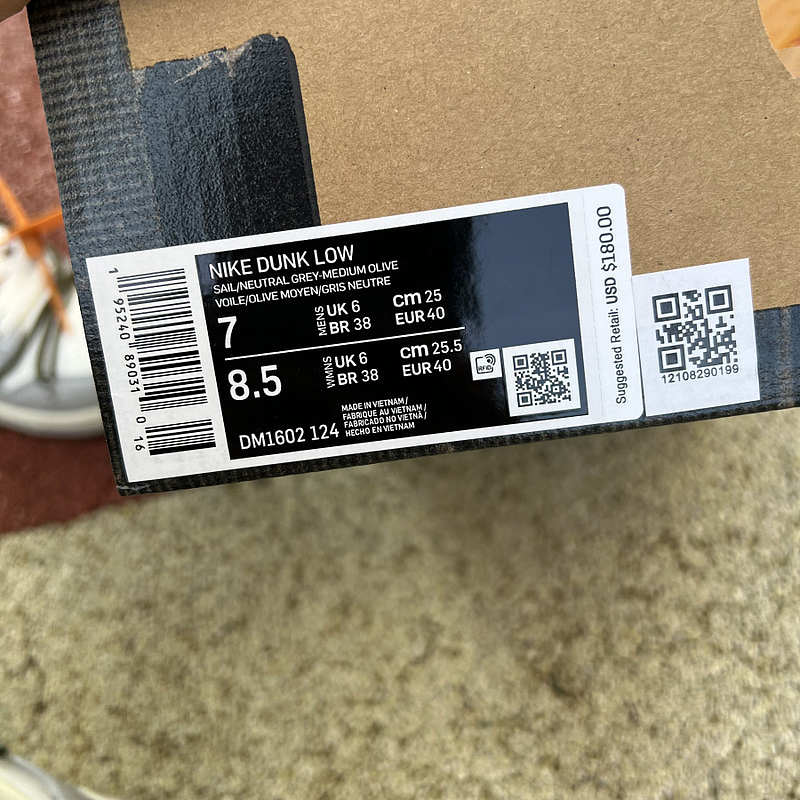 NIKE DUNK LOW
SAIL/NEUTRAL GREY-MEDIUM OLIVE
VOILE/OLIVE MOYEN/GRIS NEUTRE
7 MENS UK 6 cm 25
BR 38 EUR 40
8.5 WMNS UK 6 cm 25.5
BR 38 EUR 40
RFID
MADE IN VIETNAM /
FABRIQUE AU VIETNAM /
FABRICADO NO VIETNÃ /
HECHO EN VIETNAM
DM1602 124
1 95240 89031 0 16
Suggested Retail: USD $180.00
12108290199